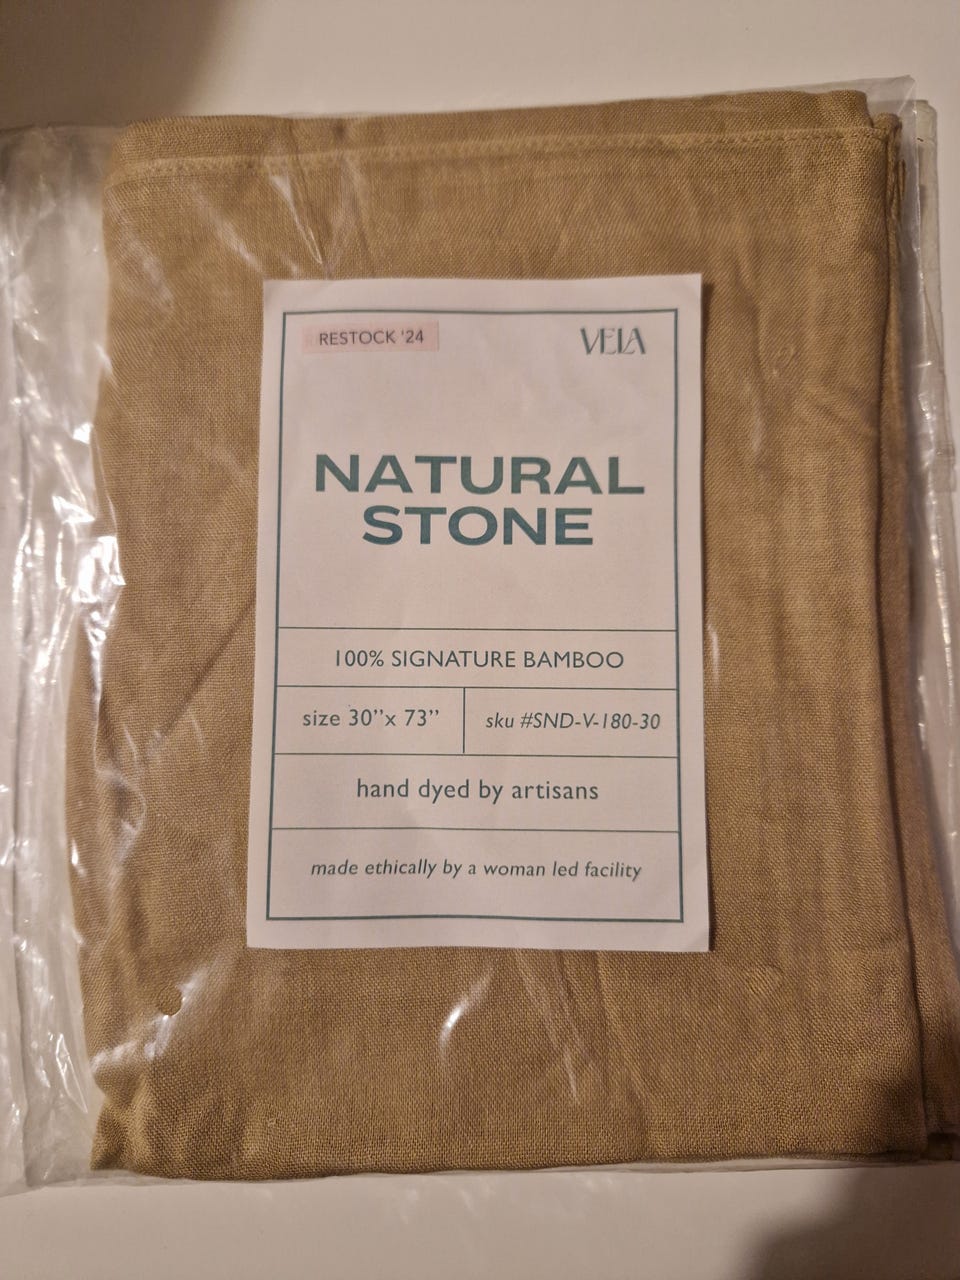 RESTOCK '24
VELA
NATURAL
STONE
100% SIGNATURE BAMBOO
size 30”x 73”
sku #SND-V-180-30
hand dyed by artisans
made ethically by a woman led facility